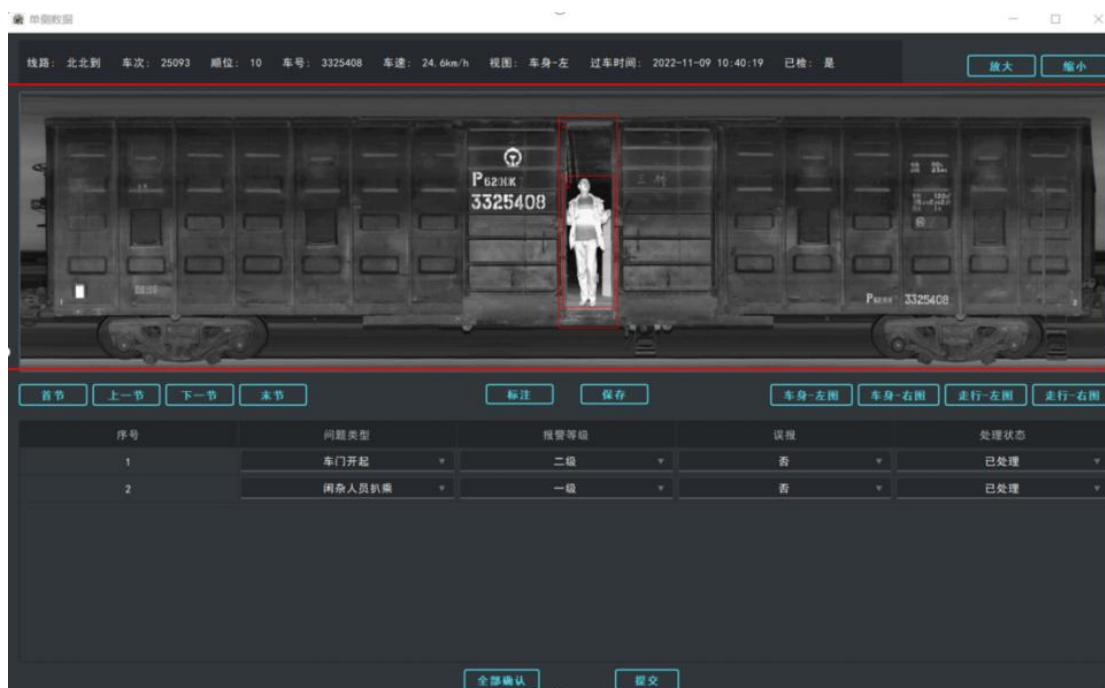 单侧数据
线路: 北北到 车次: 25093 顺位: 10 车号: 3325408 车速: 24.6km/h 视图: 车身-左 过车时间: 2022-11-09 10:40:19 已检: 是
放大 缩小
P62
3325408
3325408
首节 上一节 下一节 末节 标注 保存 车身-左图 车身-右图 走行-左图 走行-右图
序号 问题类型 报警等级 误报 处理状态
1 车门开起 二级 否 已处理
2 闲杂人员扒乘 一级 否 已处理
全部确认 提交